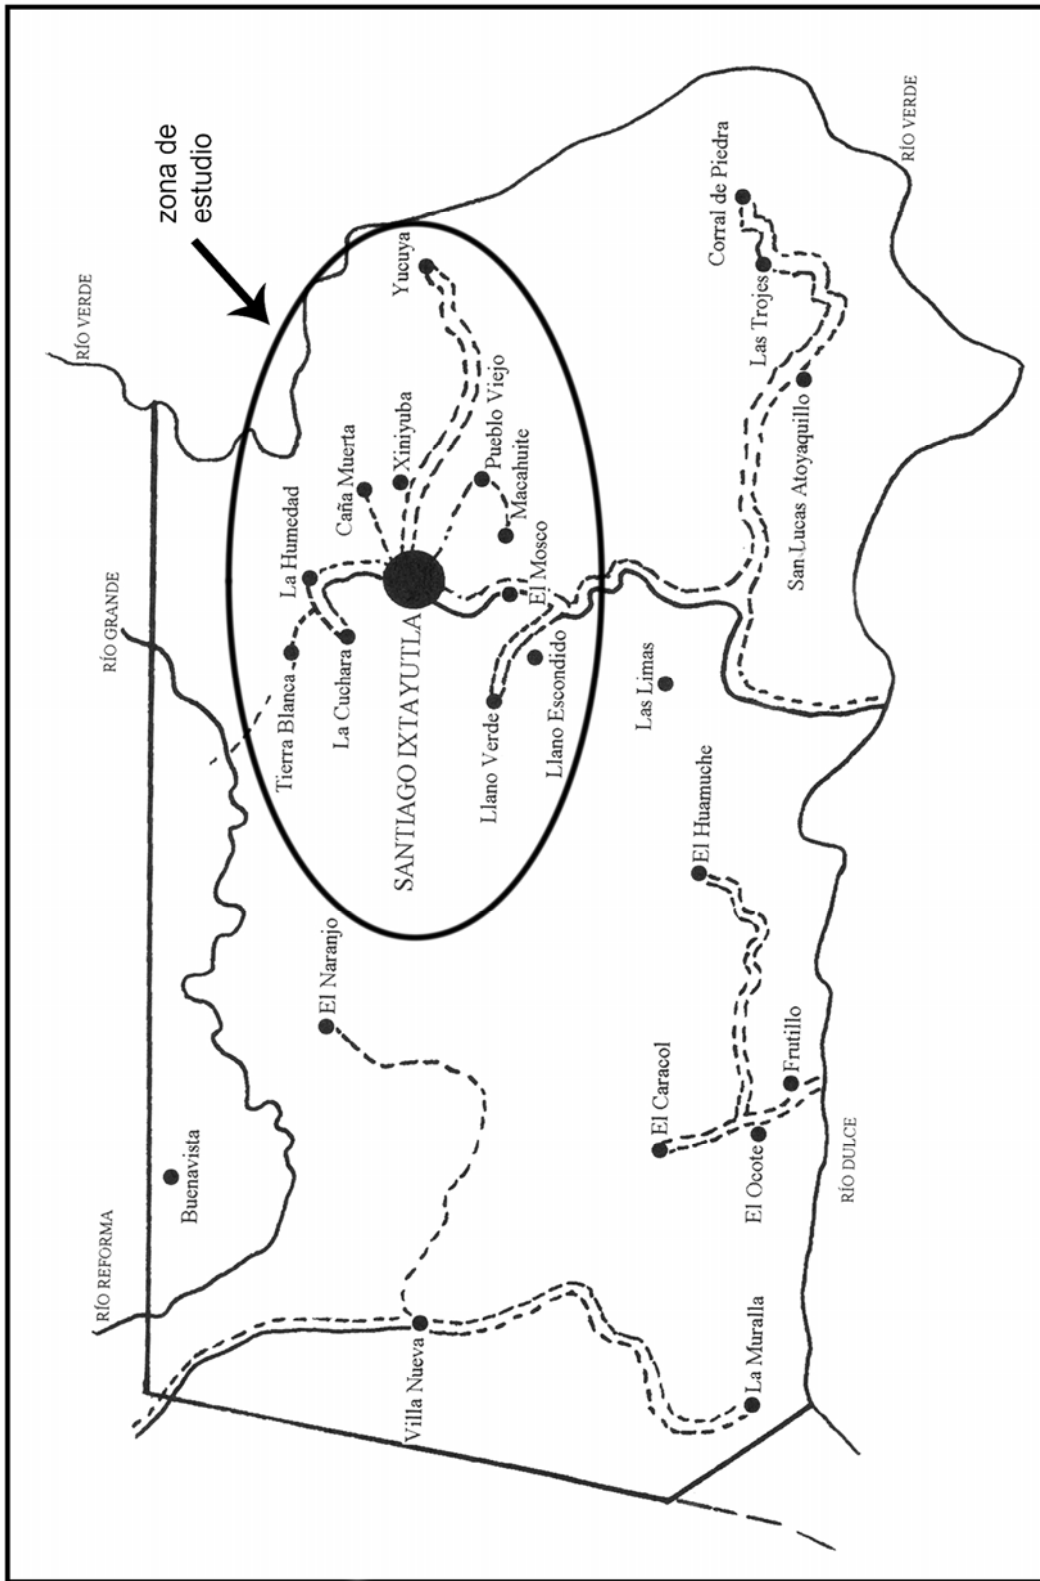 zona de
estudio
RÍO VERDE
RÍO GRANDE
RÍO REFORMA
RÍO VERDE
RÍO DULCE
Buenavista
El Naranjo
Villa Nueva
La Muralla
El Caracol
El Ocote
Frutillo
El Huamuche
Las Limas
Tierra Blanca
La Cuchara
La Humedad
Caña Muerta
Xiniyuba
Yucuya
SANTIAGO IXTAYUTLA
Pueblo Viejo
Macahuite
El Mosco
Llano Verde
Llano Escondido
San Lucas Atoyaquillo
Las Trojes
Corral de Piedra